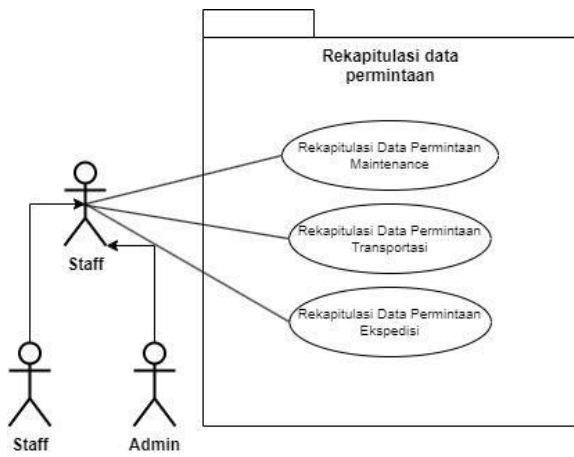 Rekapitulasi data
permintaan
Rekapitulasi Data Permintaan
Maintenance
Rekapitulasi Data Permintaan
Transportasi
Rekapitulasi Data Permintaan
Ekspedisi
Staff
Staff
Admin